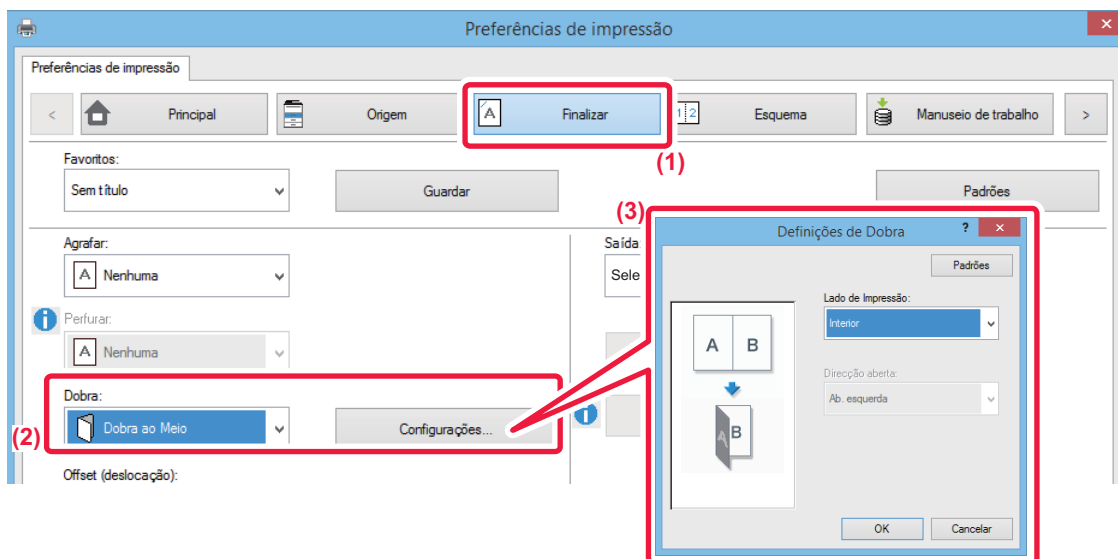 Preferências de impressão
Preferências de impressão
< Principal Origem A Finalizar 1 2 Esquema Manuseio de trabalho >
(1)
Favoritos:
Sem título Guardar Padrões
(3)
Agrafar:
A Nenhuma
Saída
Sele
Perfurar:
A Nenhuma
Dobra:
(2)
Dobra ao Meio Configurações...
Offset (deslocação):
Definições de Dobra ?
Padrões
Lado de Impressão:
Interior
A B
Direcção aberta:
Ab. esquerda
A B
OK Cancelar